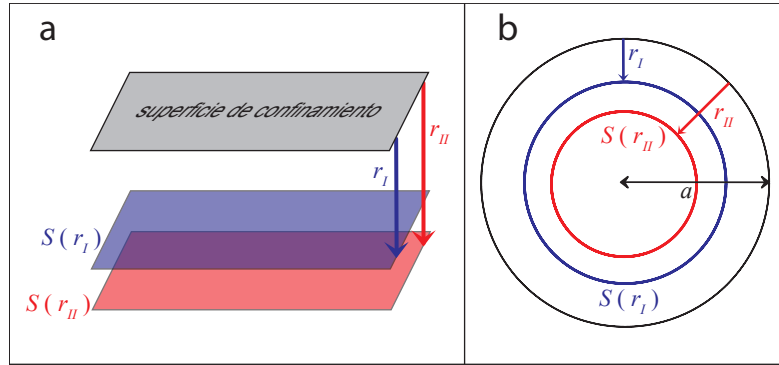 a
superficie de confinamiento
r_I
r_II
S(r_I)
S(r_II)
b
r_I
r_II
S(r_II)
a
S(r_I)